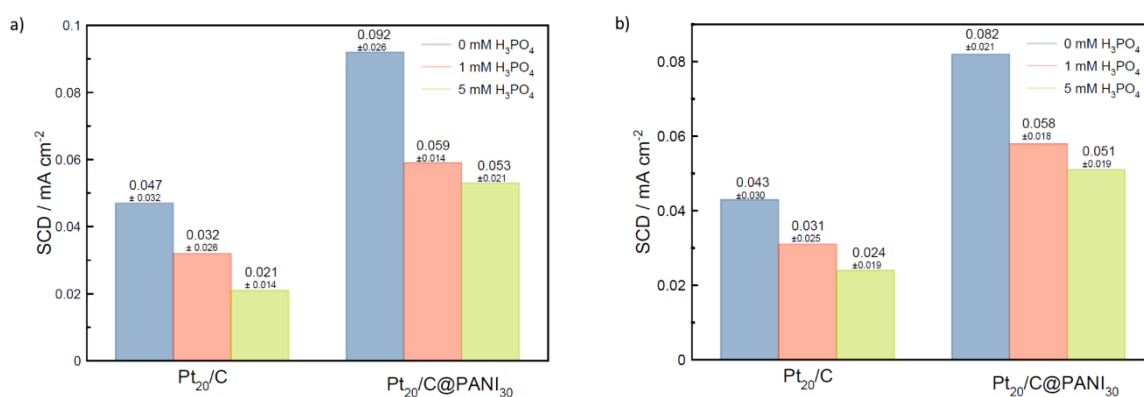 a)
SCD / mA cm⁻²
0.1
0.08
0.06
0.04
0.02
0
0 mM H₃PO₄
1 mM H₃PO₄
5 mM H₃PO₄
0.047
± 0.032
0.032
± 0.026
0.021
± 0.014
0.092
±0.026
0.059
±0.014
0.053
±0.021
Pt₂₀/C
Pt₂₀/C@PANI₃₀
b)
SCD / mA cm⁻²
0.08
0.06
0.04
0.02
0
0 mM H₃PO₄
1 mM H₃PO₄
5 mM H₃PO₄
0.043
±0.030
0.031
±0.025
0.024
±0.019
0.082
±0.021
0.058
±0.018
0.051
±0.019
Pt₂₀/C
Pt₂₀/C@PANI₃₀